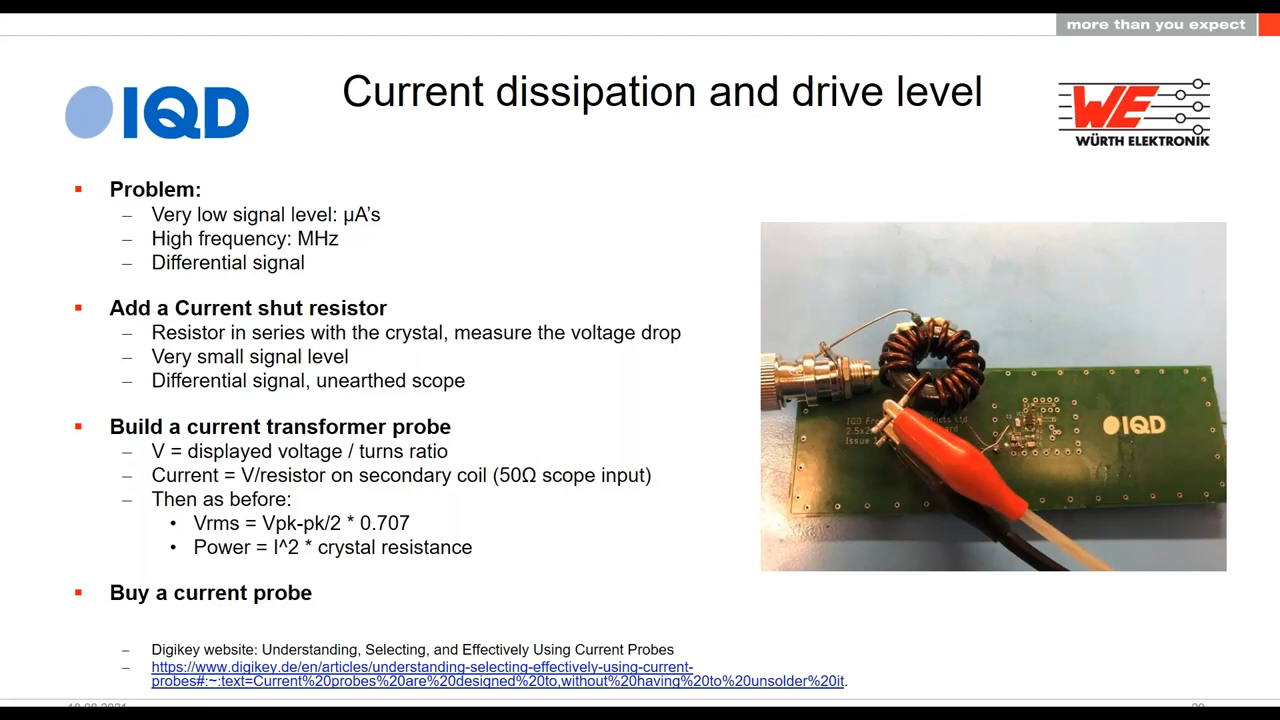 more than you expect
IQD
Current dissipation and drive level
WE
WÜRTH ELEKTRONIK
Problem:
– Very low signal level: µA's
– High frequency: MHz
– Differential signal
Add a Current shut resistor
– Resistor in series with the crystal, measure the voltage drop
– Very small signal level
– Differential signal, unearthed scope
Build a current transformer probe
– V = displayed voltage / turns ratio
– Current = V/resistor on secondary coil (50Ω scope input)
– Then as before:
• Vrms = Vpk-pk/2 * 0.707
• Power = I^2 * crystal resistance
Buy a current probe
– Digikey website: Understanding, Selecting, and Effectively Using Current Probes
– https://www.digikey.de/en/articles/understanding-selecting-effectively-using-current-
probes#:~:text=Current%20probes%20are%20designed%20to,without%20having%20to%20unsolder%20it.
IQD